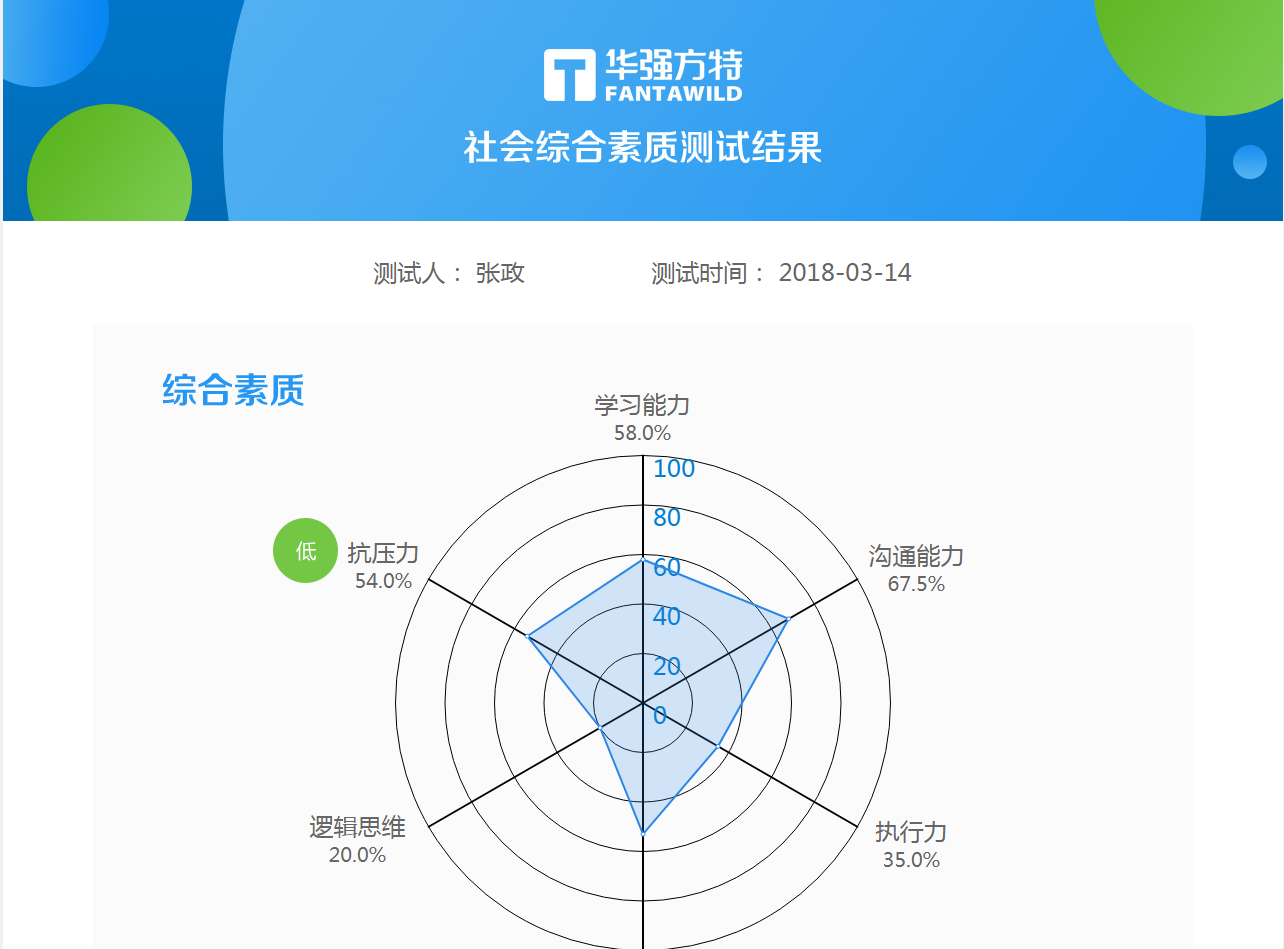 华强方特
FANTAWILD
社会综合素质测试结果
测试人： 张政
测试时间： 2018-03-14
综合素质
学习能力
58.0%
100
80
60
40
20
0
低
抗压力
54.0%
沟通能力
67.5%
逻辑思维
20.0%
执行力
35.0%